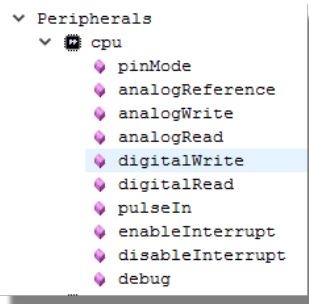 Peripherals
cpu
pinMode
analogReference
analogWrite
analogRead
digitalWrite
digitalRead
pulseIn
enableInterrupt
disableInterrupt
debug